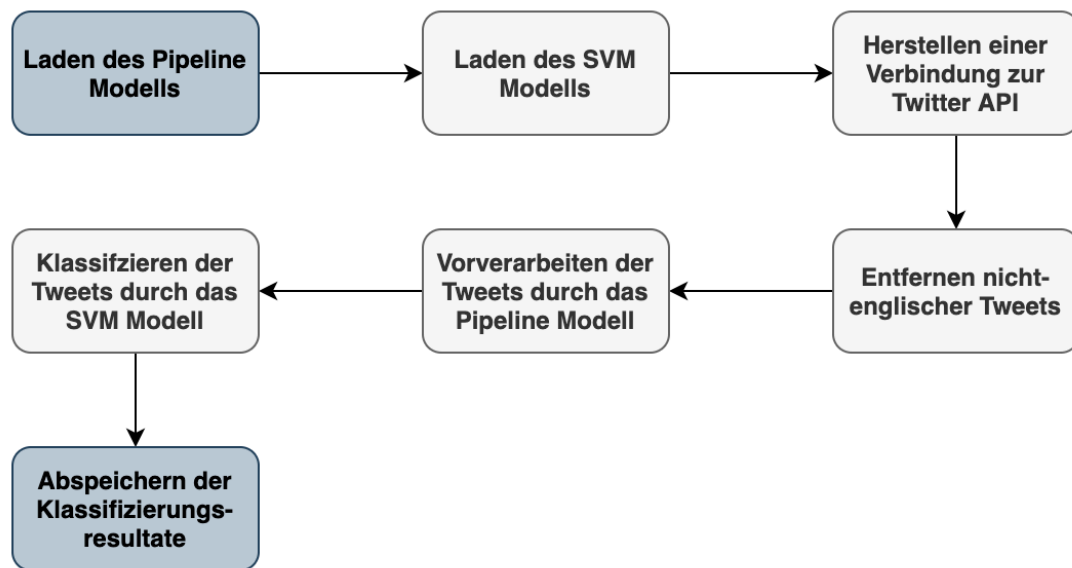 Laden des Pipeline
Modells
Laden des SVM
Modells
Herstellen einer
Verbindung zur
Twitter API
Entfernen nicht-
englischer Tweets
Vorverarbeiten der
Tweets durch das
Pipeline Modell
Klassifzieren der
Tweets durch das
SVM Modell
Abspeichern der
Klassifizierungs-
resultate